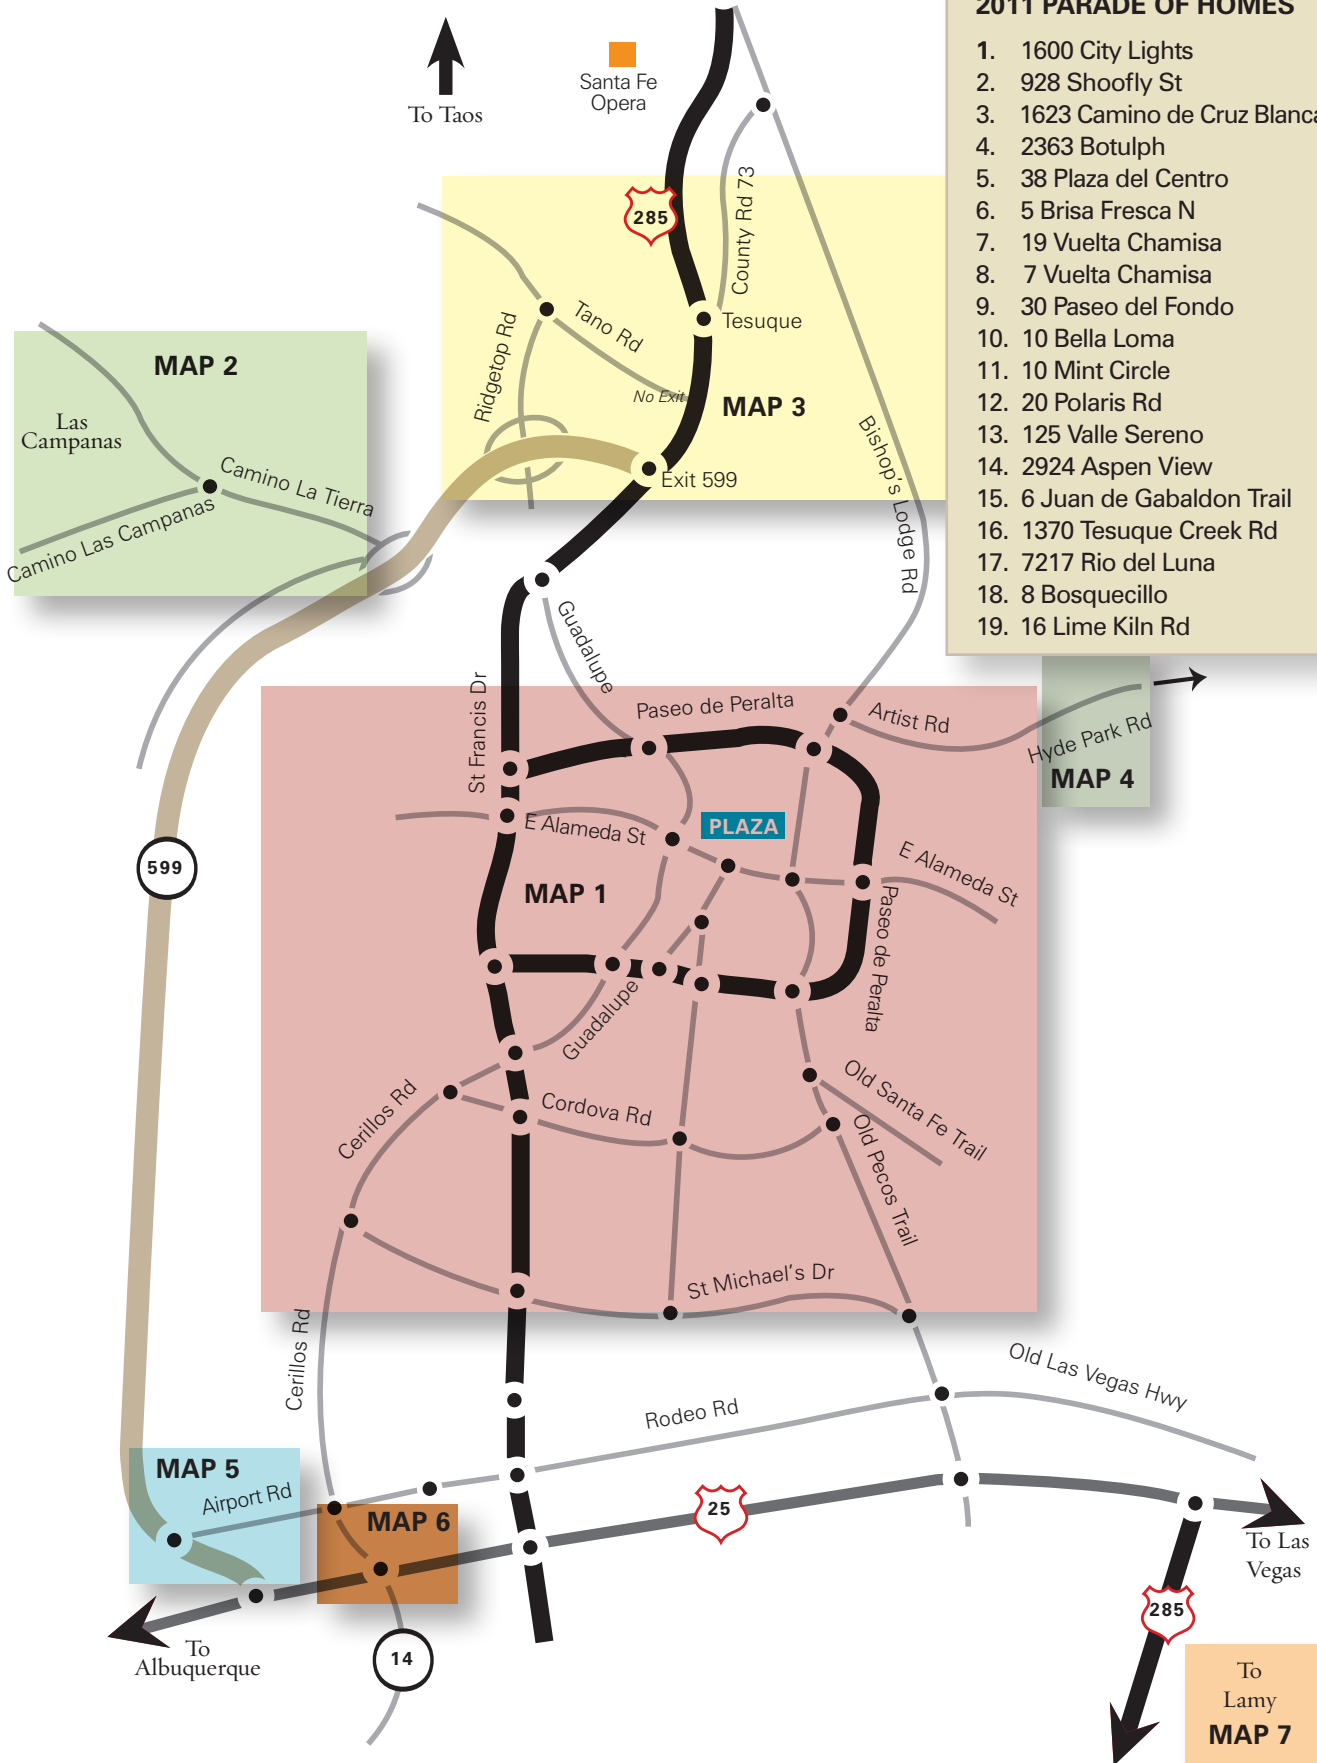 2011 PARADE OF HOMES
1. 1600 City Lights
2. 928 Shoofly St
3. 1623 Camino de Cruz Blanca
4. 2363 Botulph
5. 38 Plaza del Centro
6. 5 Brisa Fresca N
7. 19 Vuelta Chamisa
8. 7 Vuelta Chamisa
9. 30 Paseo del Fondo
10. 10 Bella Loma
11. 10 Mint Circle
12. 20 Polaris Rd
13. 125 Valle Sereno
14. 2924 Aspen View
15. 6 Juan de Gabaldon Trail
16. 1370 Tesuque Creek Rd
17. 7217 Rio del Luna
18. 8 Bosquecillo
19. 16 Lime Kiln Rd
To Taos
Santa Fe
Opera
285
County Rd 73
Tano Rd
Tesuque
Ridgetop Rd
No Exit
MAP 3
Exit 599
Bishop's Lodge Rd
MAP 2
Las
Campanas
Camino La Tierra
Camino Las Campanas
Guadalupe
St Francis Dr
Paseo de Peralta
Artist Rd
Hyde Park Rd
MAP 4
E Alameda St
PLAZA
E Alameda St
599
MAP 1
Paseo de Peralta
Guadalupe
Cerillos Rd
Cordova Rd
Old Santa Fe Trail
Old Pecos Trail
St Michael's Dr
Cerillos Rd
Old Las Vegas Hwy
Rodeo Rd
MAP 5
Airport Rd
MAP 6
25
To Las
Vegas
285
To
Albuquerque
14
To
Lamy
MAP 7